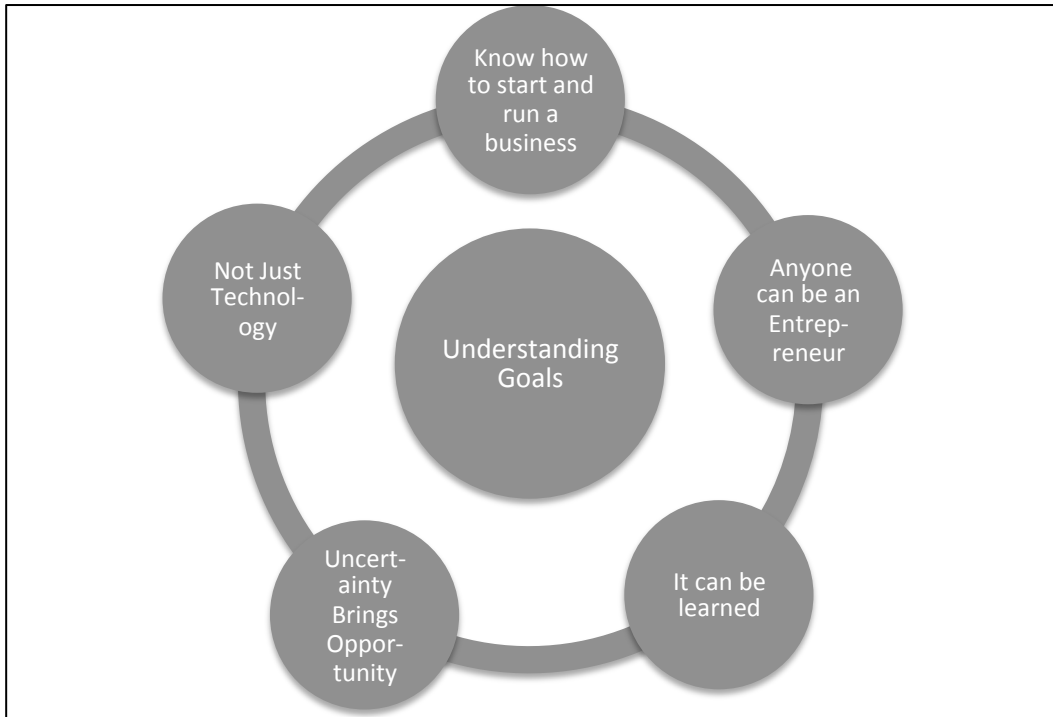 Know how
to start and
run a
business
Not Just
Technol-
ogy
Anyone
can be an
Entrep-
reneur
Understanding
Goals
Uncert-
ainty
Brings
Oppor-
tunity
It can be
learned